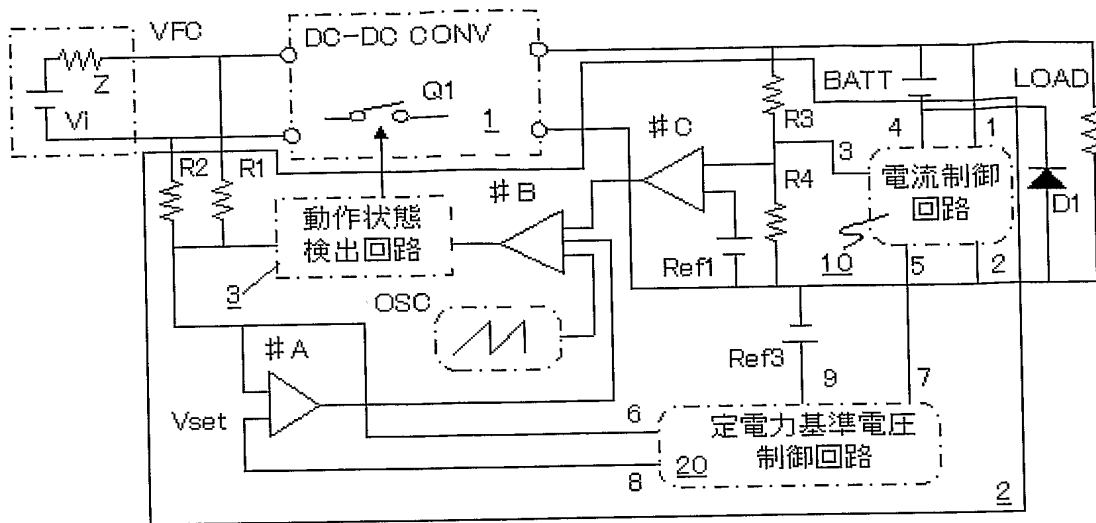 VFC
DC-DC CONV
Z
Vi
Q1
1
BATT
LOAD
R3
4
1
R2
R1
#C
3
電流制御
回路
#B
R4
D1
動作状態
検出回路
Ref1
10
5
2
3
OSC
#A
Ref3
9
7
Vset
6
定電力基準電圧
制御回路
20
8
2